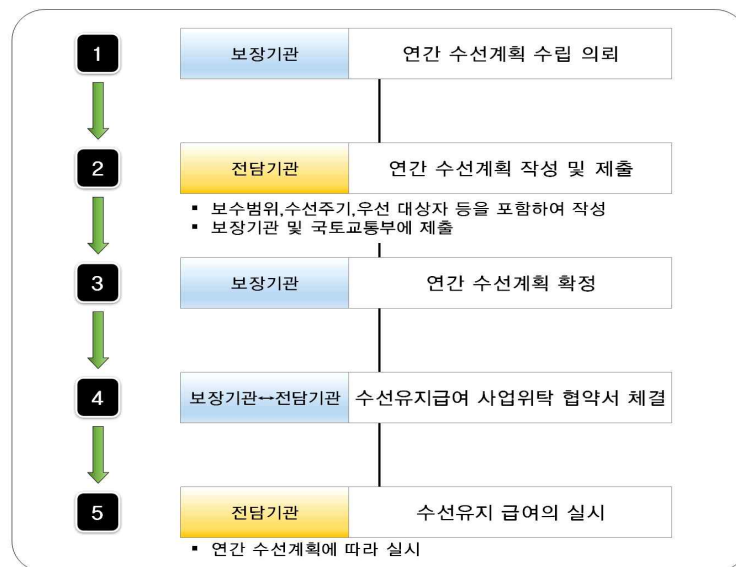 1 보장기관 연간 수선계획 수립 의뢰
2 전담기관 연간 수선계획 작성 및 제출
▪ 보수범위,수선주기,우선 대상자 등을 포함하여 작성
▪ 보장기관 및 국토교통부에 제출
3 보장기관 연간 수선계획 확정
4 보장기관↔전담기관 수선유지급여 사업위탁 협약서 체결
5 전담기관 수선유지 급여의 실시
▪ 연간 수선계획에 따라 실시